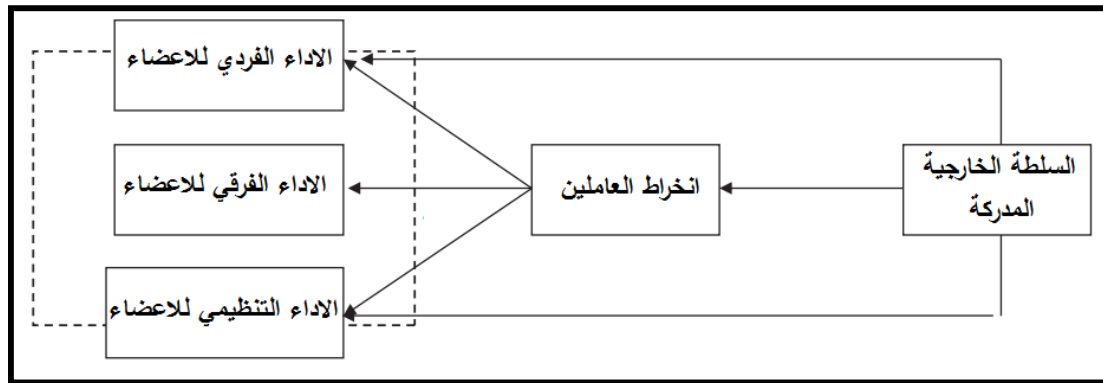 الاداء الفردي للاعضاء
السلطة الخارجية
المدركة
انخراط العاملين
الاداء الفرقي للاعضاء
الاداء التنظيمي للاعضاء